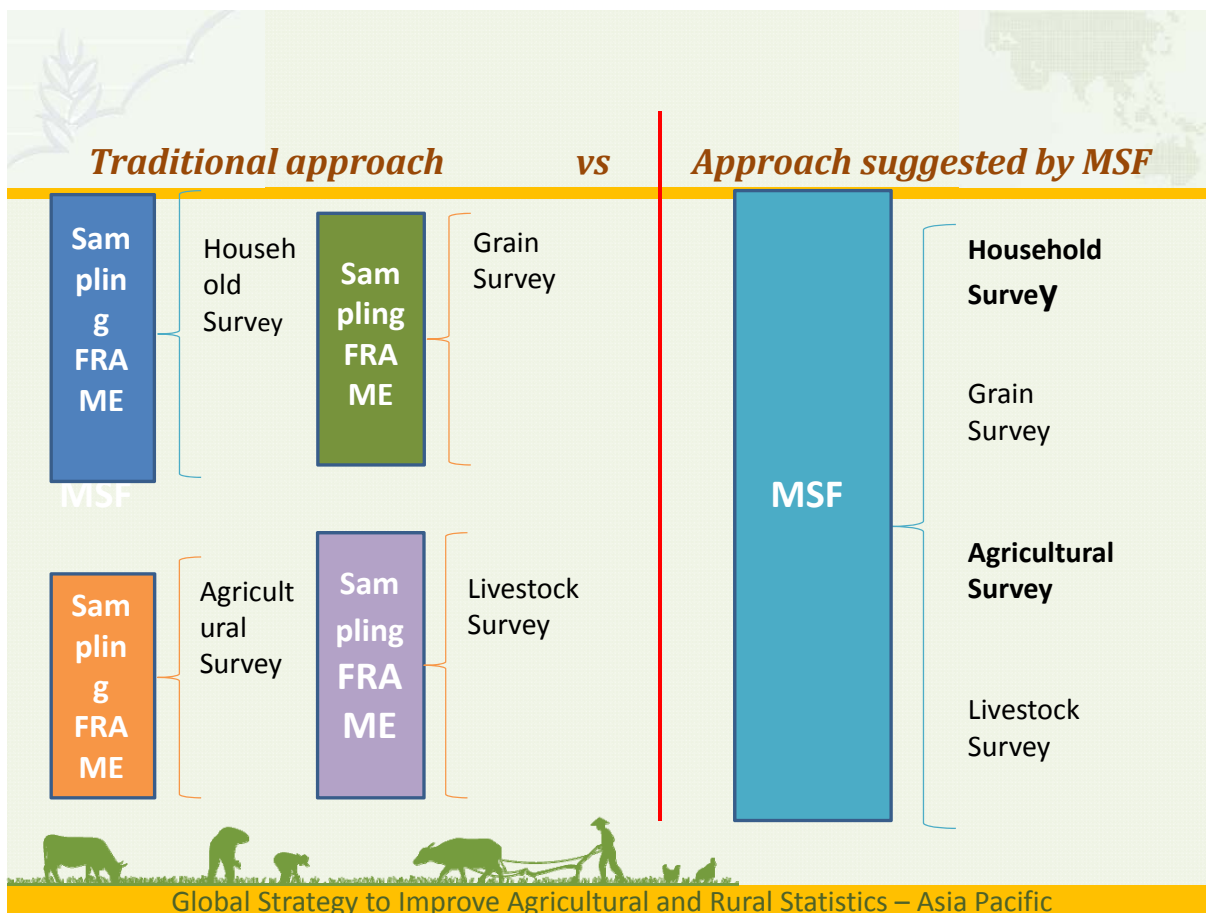 Traditional approach vs Approach suggested by MSF
Sam
plin
g
FRA
ME
MSF
Househ
old
Survey
Sam
pling
FRA
ME
Grain
Survey
Sam
plin
g
FRA
ME
Agricult
ural
Survey
Sam
pling
FRA
ME
Livestock
Survey
MSF
Household
Survey
Grain
Survey
Agricultural
Survey
Livestock
Survey
Global Strategy to Improve Agricultural and Rural Statistics – Asia Pacific